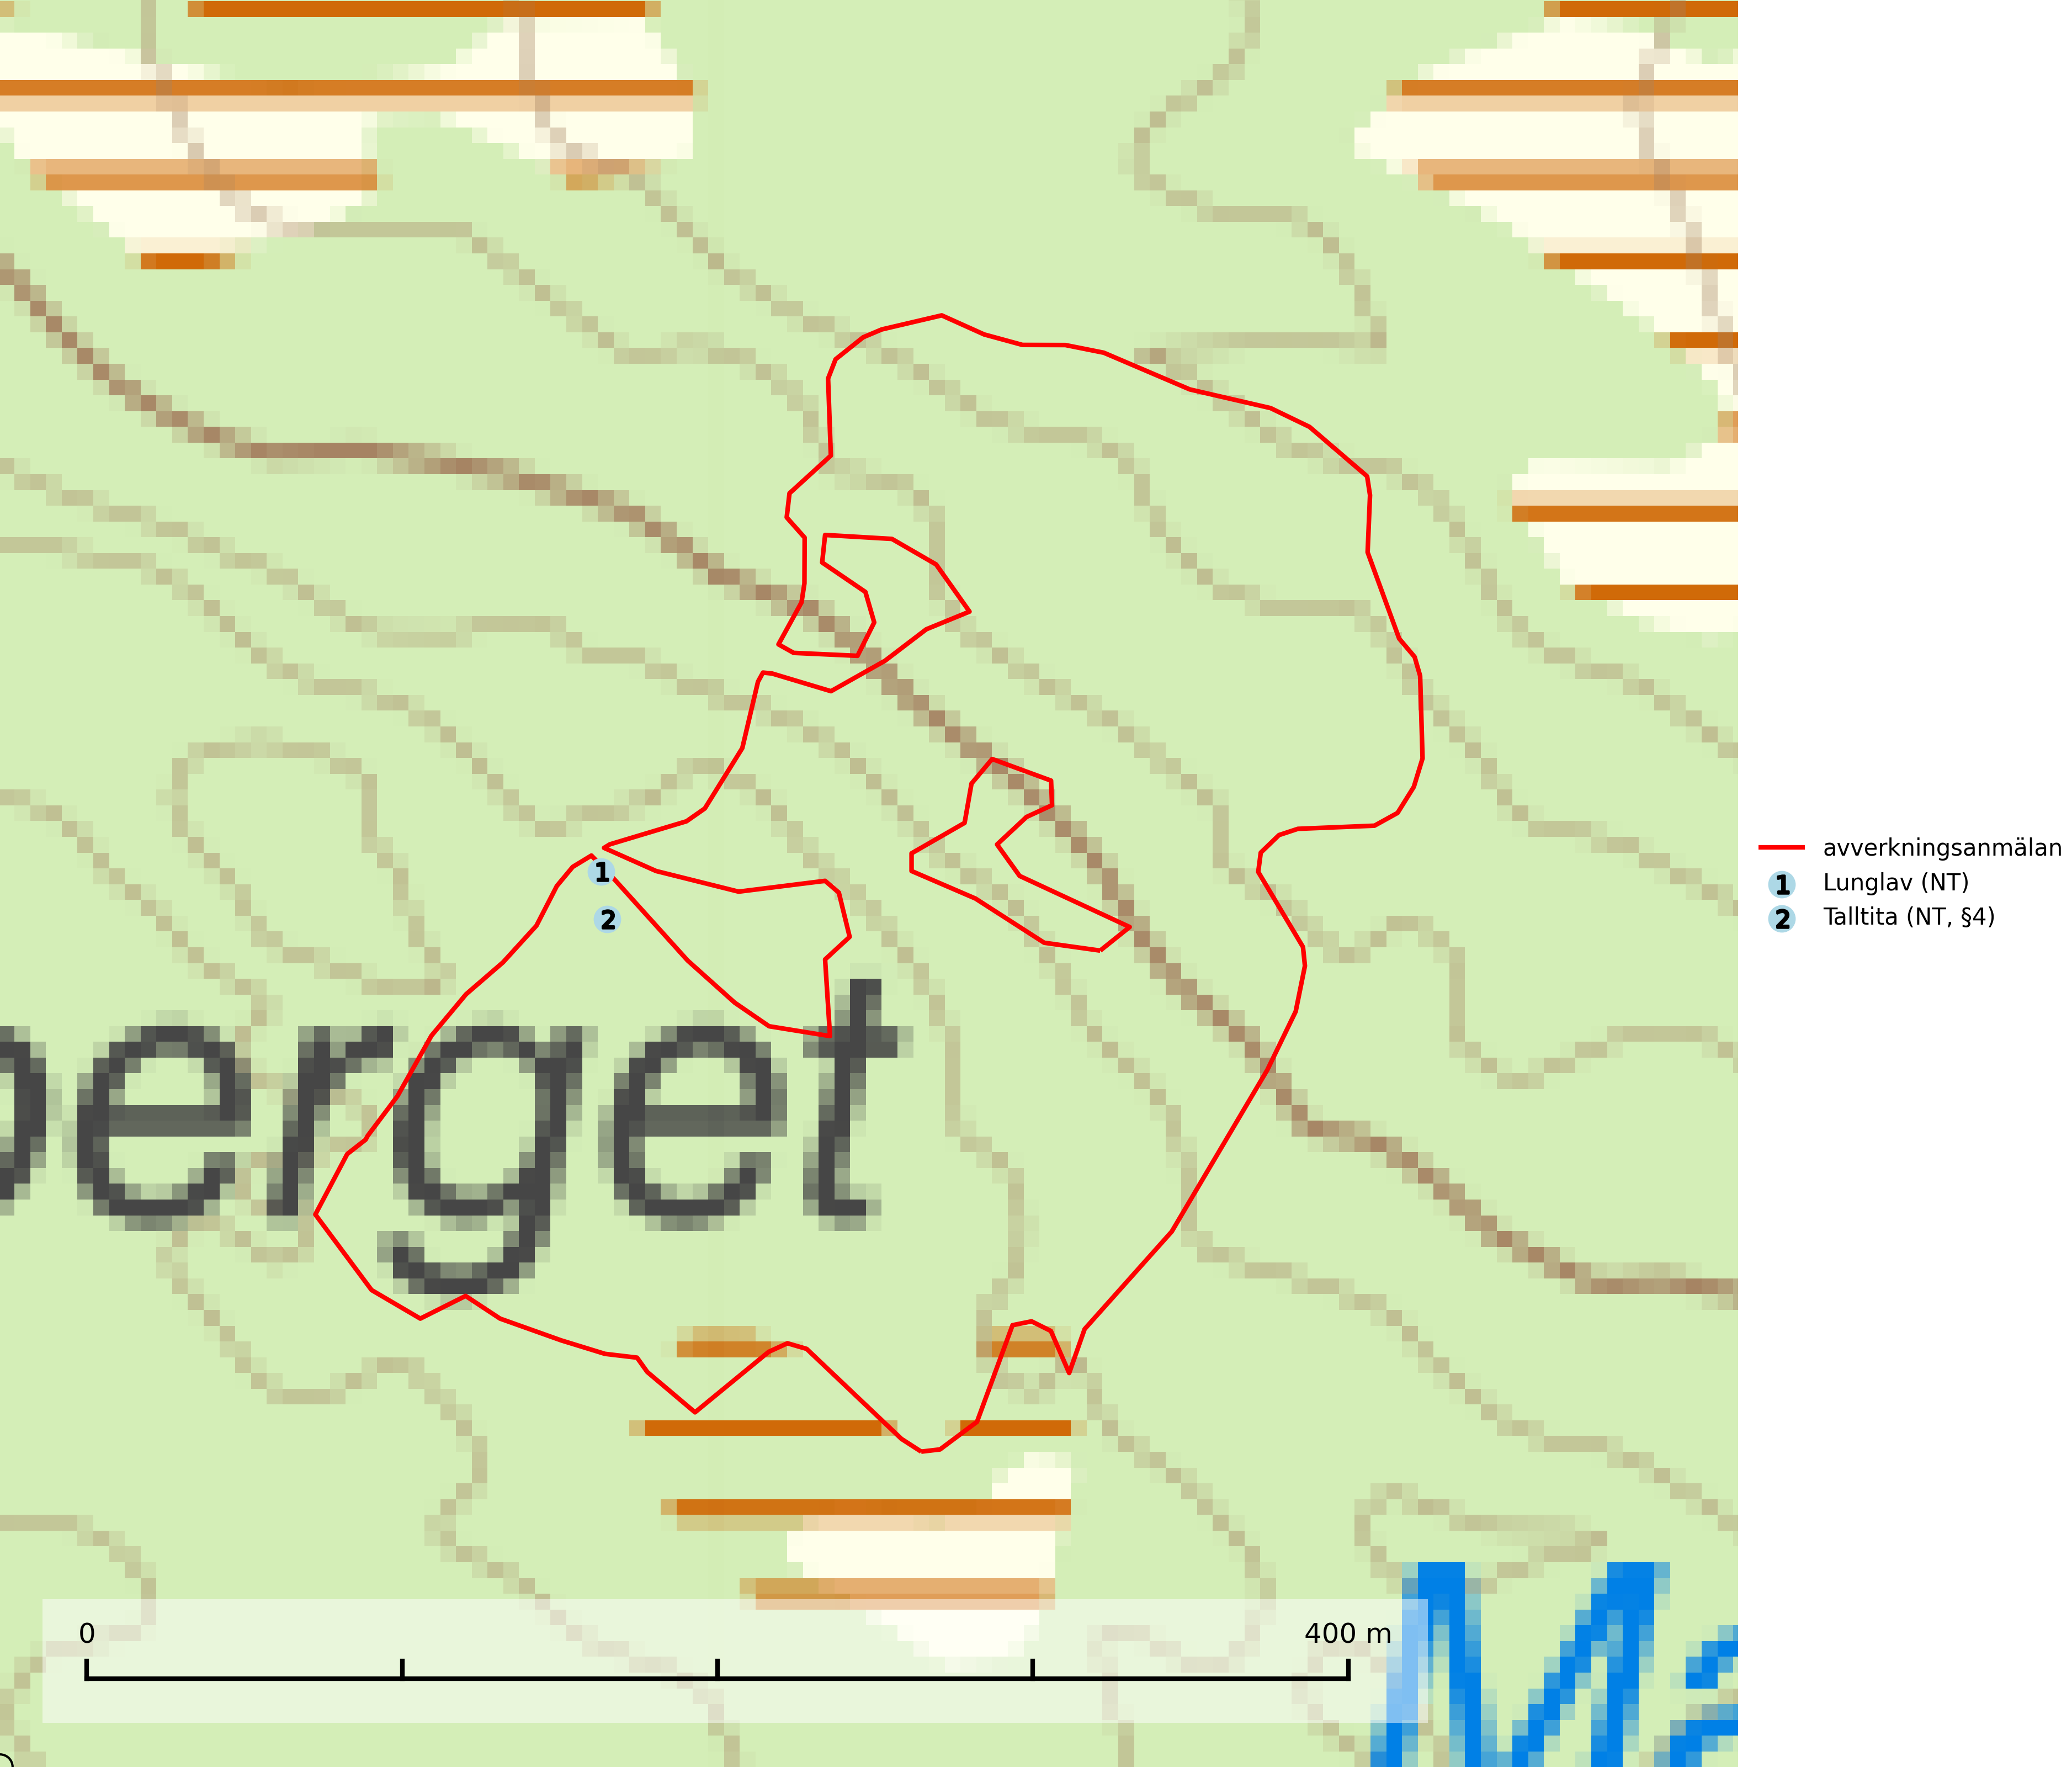 1
2
erget
0 400 m
avverkningsanmälan
1 Lunglav (NT)
2 Talltita (NT, §4)